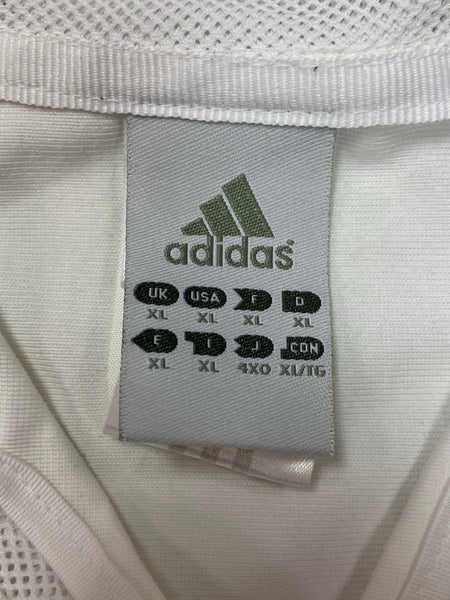 adidas
UK USA F D
XL XL XL XL
E I J CDN
XL XL 4XO XL/TG